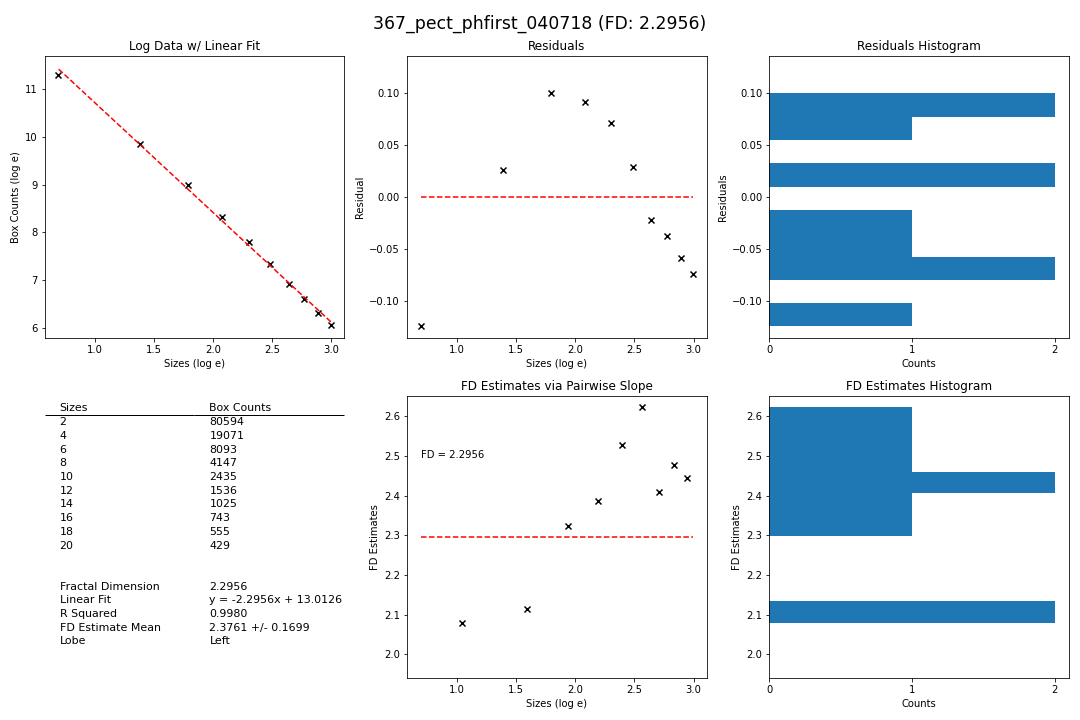 367_pect_phfirst_040718 (FD: 2.2956)
Log Data w/ Linear Fit
Box Counts (log e)
11
10
9
8
7
6
1.0 1.5 2.0 2.5 3.0
Sizes (log e)
Residuals
Residual
0.10
0.05
0.00
−0.05
−0.10
1.0 1.5 2.0 2.5 3.0
Sizes (log e)
Residuals Histogram
Residuals
0.10
0.05
0.00
−0.05
−0.10
0 1 2
Counts
Sizes Box Counts
2 80594
4 19071
6 8093
8 4147
10 2435
12 1536
14 1025
16 743
18 555
20 429
Fractal Dimension 2.2956
Linear Fit y = -2.2956x + 13.0126
R Squared 0.9980
FD Estimate Mean 2.3761 +/- 0.1699
Lobe Left
FD Estimates via Pairwise Slope
FD Estimates
2.6
2.5
2.4
2.3
2.2
2.1
2.0
FD = 2.2956
1.0 1.5 2.0 2.5 3.0
Sizes (log e)
FD Estimates Histogram
FD Estimates
2.6
2.5
2.4
2.3
2.2
2.1
2.0
0 1 2
Counts